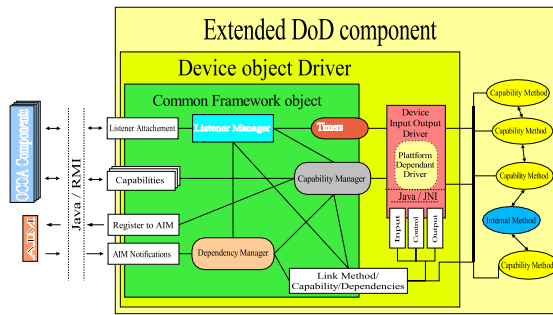 Extended DoD component
Device object Driver
Common Framework object
OCOA Components
Java / RMI
AIM
Listener Attachement
Capabilities
Register to AIM
AIM Notifications
Listener Manager
Timer
Capability Manager
Dependency Manager
Link Method/
Capability/Dependencies
Device
Input Output
Driver
Plattform
-Dependant
Driver
Java / JNI
Input
Control
Output
Capability Method
Capability Method
Capability Method
Internal Method
Capability Method